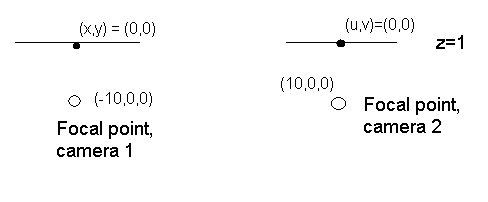 (x,y) = (0,0)
(u,v)=(0,0)
z=1
(-10,0,0)
(10,0,0)
Focal point,
camera 1
Focal point,
camera 2